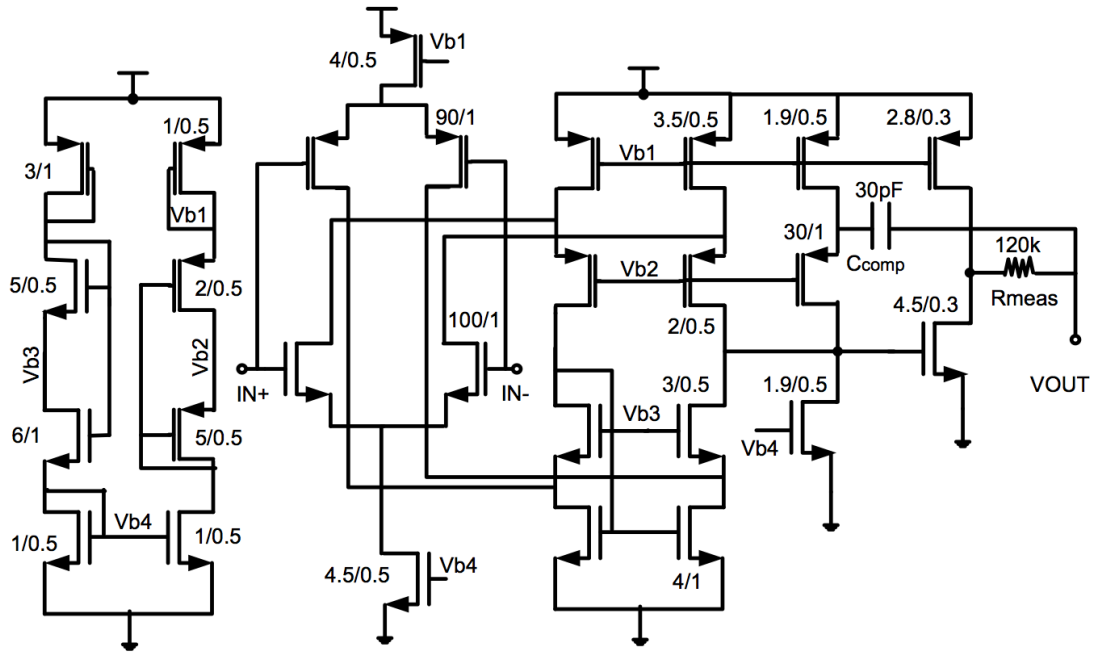 Vb1
4/0.5
1/0.5
90/1
3.5/0.5
1.9/0.5
2.8/0.3
3/1
Vb1
Vb1
30pF
30/1
120k
5/0.5
2/0.5
Vb2
Ccomp
Rmeas
100/1
2/0.5
4.5/0.3
Vb3
Vb2
IN+
IN-
3/0.5
1.9/0.5
VOUT
6/1
5/0.5
Vb3
Vb4
Vb4
1/0.5
1/0.5
4.5/0.5
Vb4
4/1